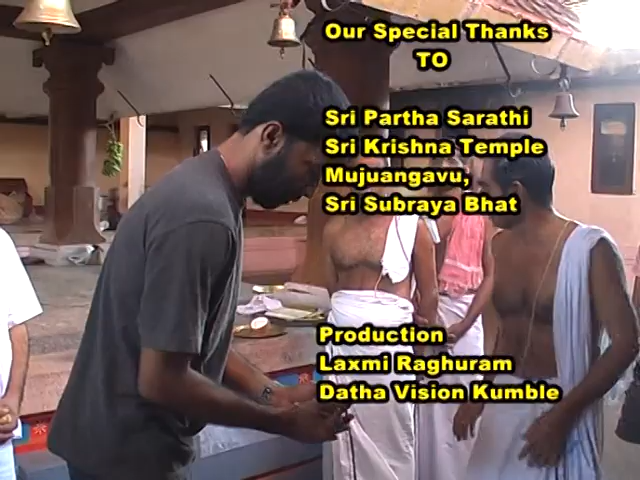 Our Special Thanks
TO
Sri Partha Sarathi
Sri Krishna Temple
Mujuangavu,
Sri Subraya Bhat
Production
Laxmi Raghuram
Datha Vision Kumble